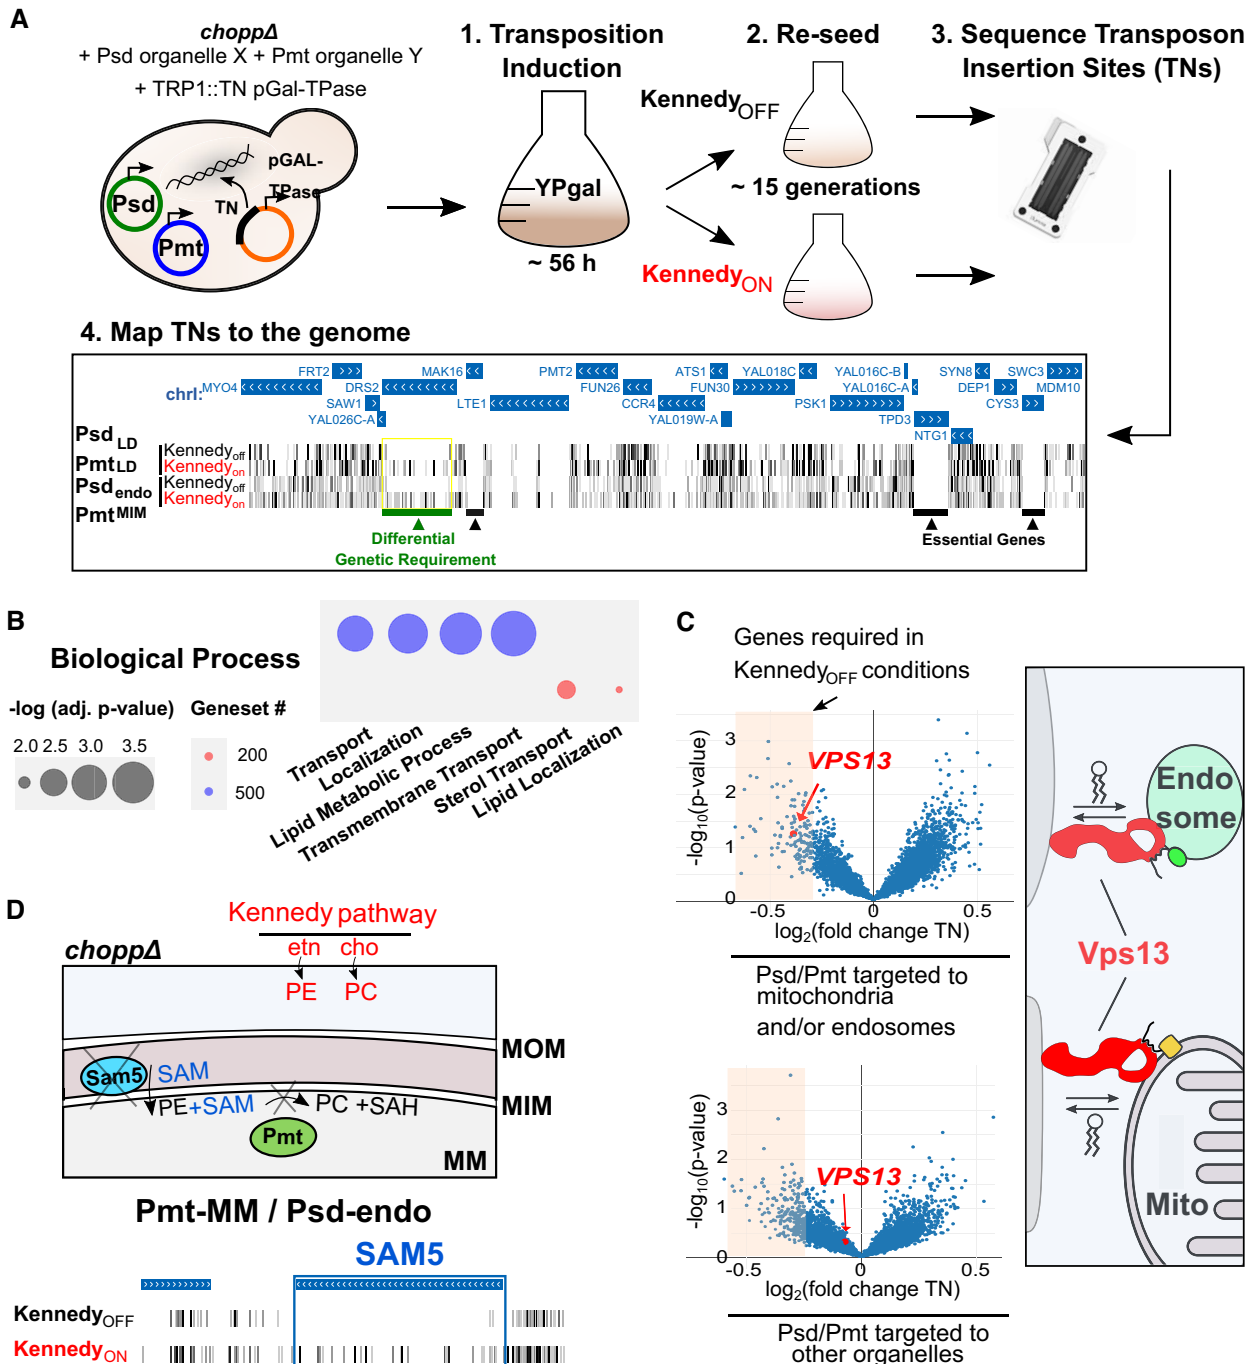 A
choppΔ
+ Psd organelle X + Pmt organelle Y
+ TRP1::TN pGal-TPase
Psd
Pmt
TN
pGAL-
TPase
1. Transposition
Induction
YPgal
~ 56 h
2. Re-seed
KennedyOFF
~ 15 generations
KennedyON
3. Sequence Transposon
Insertion Sites (TNs)
4. Map TNs to the genome
FRT2 MAK16 PMT2 ATS1 YAL018C YAL016C-B SYN8 SWC3
chrI: MYO4 DRS2 FUN26 FUN30 YAL016C-A DEP1 MDM10
SAW1 LTE1 CCR4 PSK1 CYS3
YAL026C-A YAL019W-A TPD3
NTG1
PsdLD
PmtLD
Psdendo
PmtMIM
Kennedyoff
Kennedyon
Kennedyoff
Kennedyon
Differential
Genetic Requirement
Essential Genes
B
Biological Process
-log (adj. p-value)
2.0 2.5 3.0 3.5
Geneset #
200
500
Transport
Localization
Lipid Metabolic Process
Transmembrane Transport
Sterol Transport
Lipid Localization
C
Genes required in
KennedyOFF conditions
VPS13
-log10(p-value)
3
2
1
0
-0.5 0 0.5
log2(fold change TN)
Psd/Pmt targeted to
mitochondria
and/or endosomes
VPS13
-log10(p-value)
3
2
1
0
-0.5 0 0.5
log2(fold change TN)
Psd/Pmt targeted to
other organelles
Endo
some
Vps13
Mito
D
Kennedy pathway
choppΔ
etn cho
PE PC
MOM
Sam5
SAM
MIM
PE+SAM PC +SAH
Pmt
MM
Pmt-MM / Psd-endo
SAM5
KennedyOFF
KennedyON